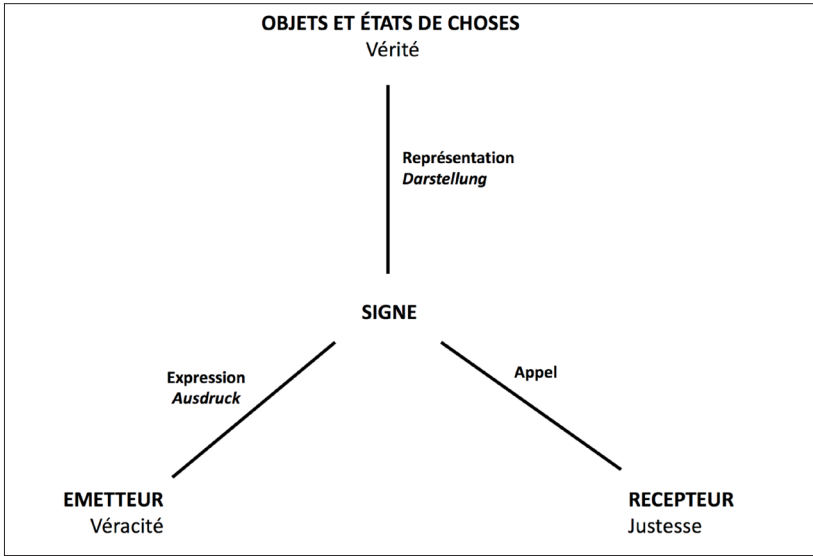 OBJETS ET ÉTATS DE CHOSES
Vérité
Représentation
Darstellung
SIGNE
Expression
Ausdruck
Appel
EMETTEUR
Véracité
RECEPTEUR
Justesse